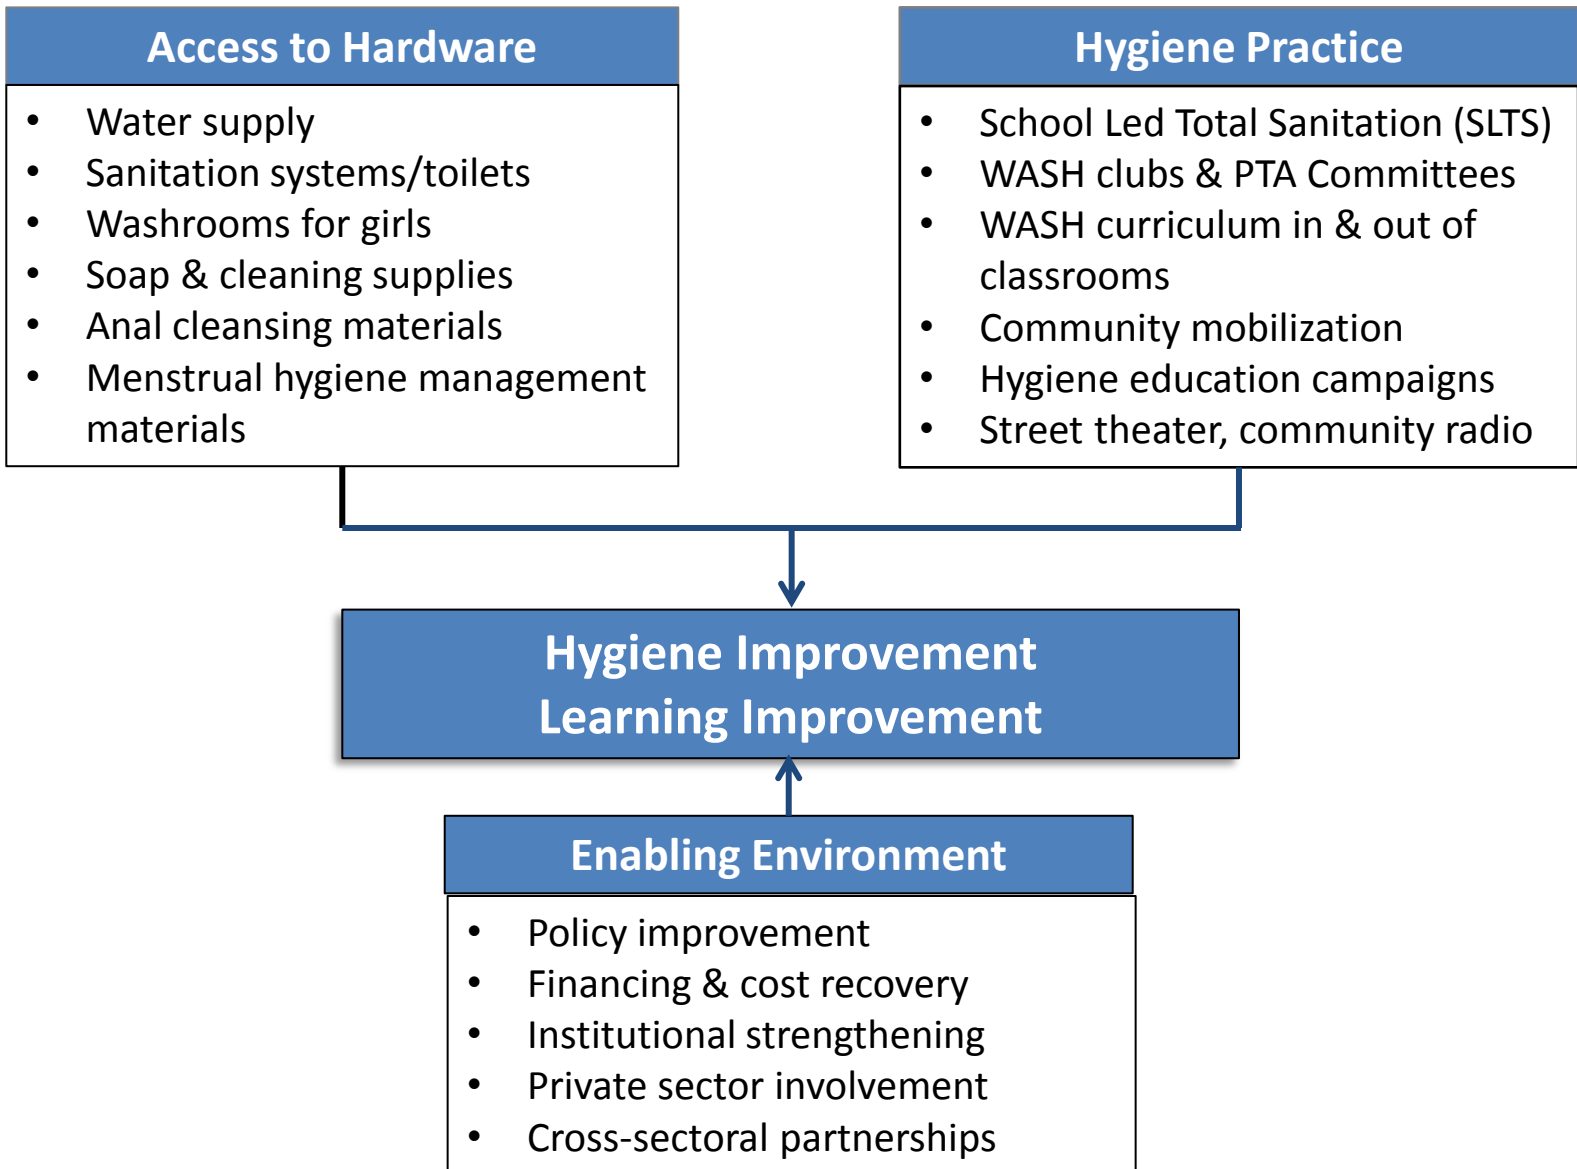 Access to Hardware
• Water supply
• Sanitation systems/toilets
• Washrooms for girls
• Soap & cleaning supplies
• Anal cleansing materials
• Menstrual hygiene management
materials
Hygiene Practice
• School Led Total Sanitation (SLTS)
• WASH clubs & PTA Committees
• WASH curriculum in & out of
classrooms
• Community mobilization
• Hygiene education campaigns
• Street theater, community radio
Hygiene Improvement
Learning Improvement
Enabling Environment
• Policy improvement
• Financing & cost recovery
• Institutional strengthening
• Private sector involvement
• Cross-sectoral partnerships